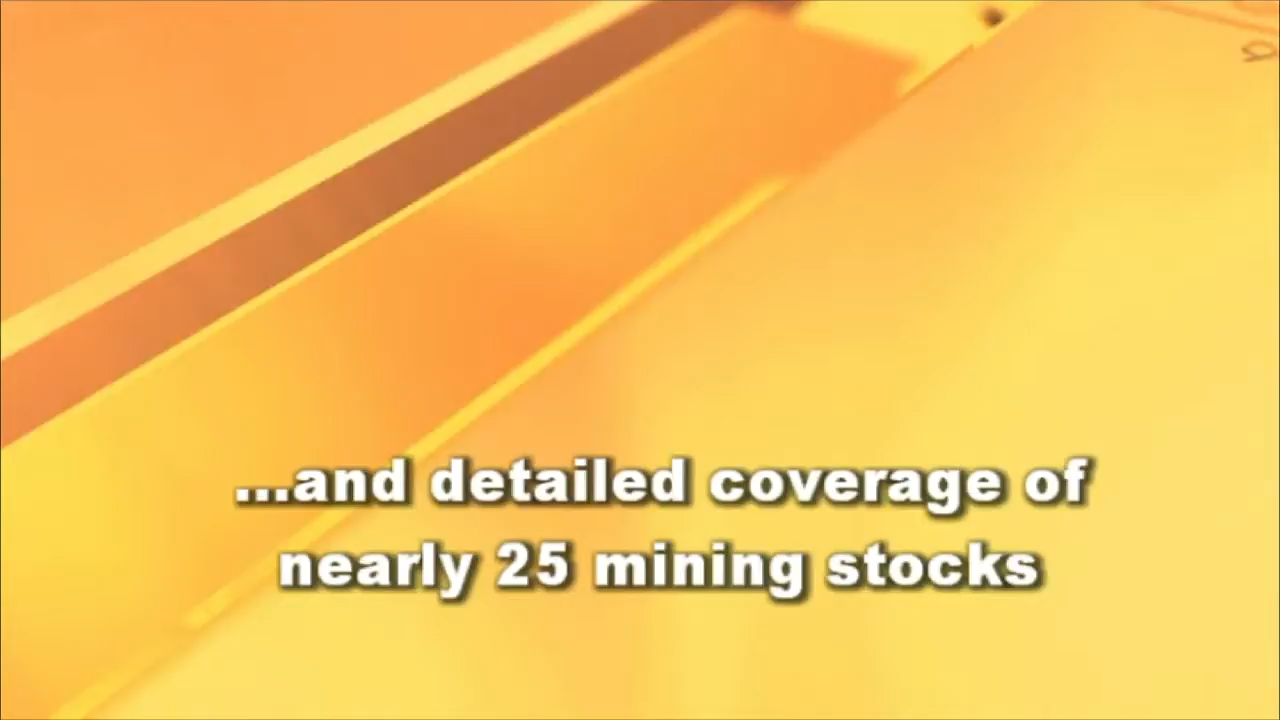 ...and detailed coverage of
nearly 25 mining stocks